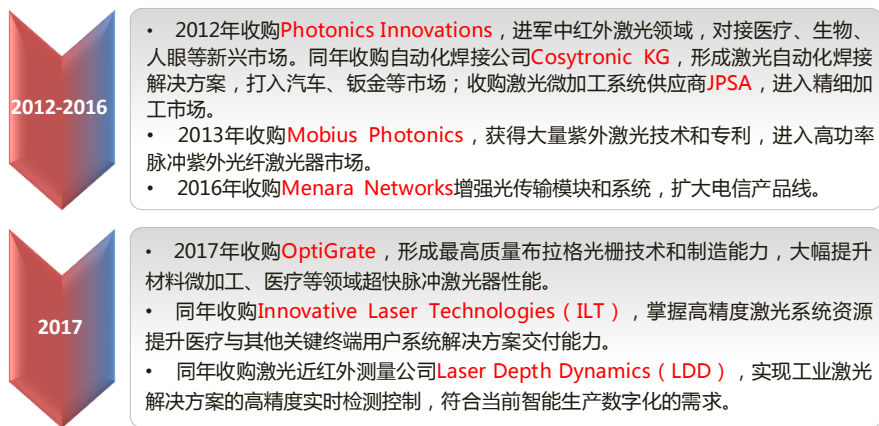 2012-2016
• 2012年收购Photonics Innovations，进军中红外激光领域，对接医疗、生物、
人眼等新兴市场。同年收购自动化焊接公司Cosytronic KG，形成激光自动化焊接
解决方案，打入汽车、钣金等市场；收购激光微加工系统供应商JPSA，进入精细加
工市场。
• 2013年收购Mobius Photonics，获得大量紫外激光技术和专利，进入高功率
脉冲紫外光纤激光器市场。
• 2016年收购Menara Networks增强光传输模块和系统，扩大电信产品线。
2017
• 2017年收购OptiGrate，形成最高质量布拉格光栅技术和制造能力，大幅提升
材料微加工、医疗等领域超快脉冲激光器性能。
• 同年收购Innovative Laser Technologies（ILT），掌握高精度激光系统资源
提升医疗与其他关键终端用户系统解决方案交付能力。
• 同年收购激光近红外测量公司Laser Depth Dynamics（LDD），实现工业激光
解决方案的高精度实时检测控制，符合当前智能生产数字化的需求。